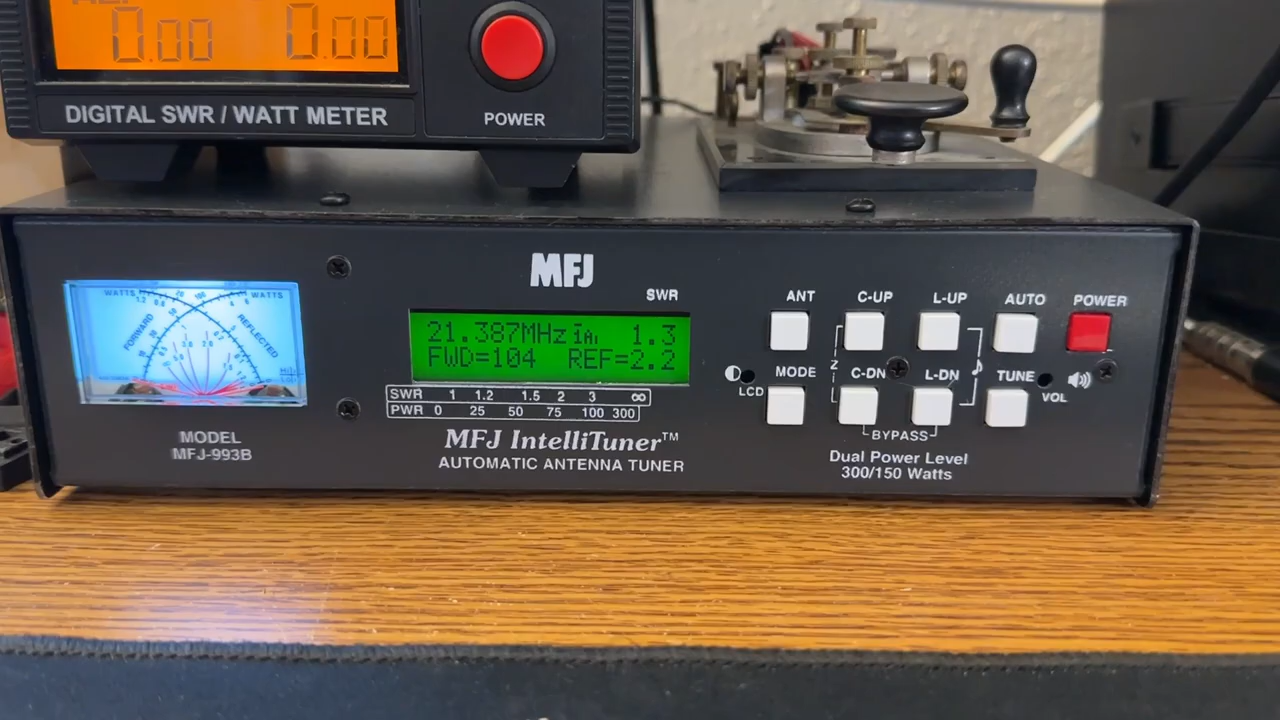 0.00 0.00
DIGITAL SWR / WATT METER
POWER
MFJ
SWR
21.387MHz 1.3
FWD=104 REF=2.2
SWR 1 1.2 1.5 2 3 ∞
PWR 0 25 50 75 100 300
MFJ IntelliTuner™
AUTOMATIC ANTENNA TUNER
WATTS WATTS
FORWARD REFLECTED
MODEL
MFJ-993B
ANT C-UP L-UP AUTO POWER
MODE C-DN L-DN TUNE
LCD Z VOL
BYPASS
Dual Power Level
300/150 Watts